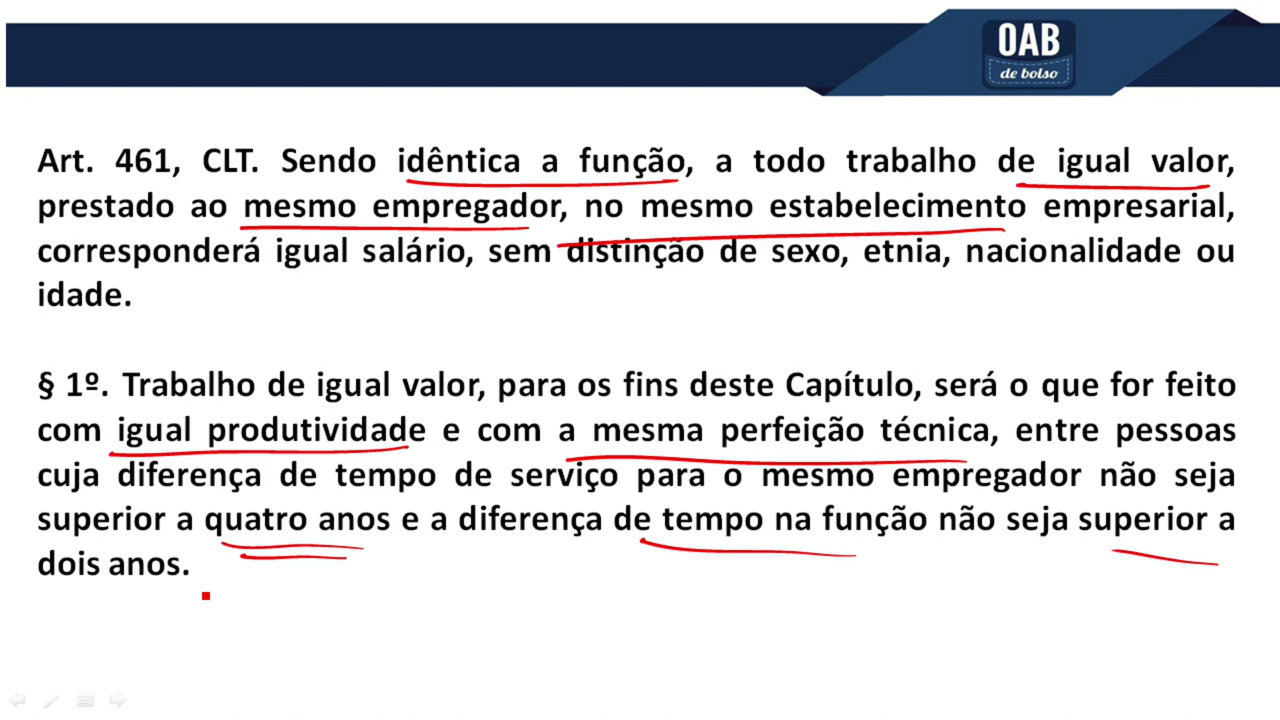 OAB
de bolso
Art. 461, CLT. Sendo idêntica a função, a todo trabalho de igual valor,
prestado ao mesmo empregador, no mesmo estabelecimento empresarial,
corresponderá igual salário, sem distinção de sexo, etnia, nacionalidade ou
idade.
§ 1º. Trabalho de igual valor, para os fins deste Capítulo, será o que for feito
com igual produtividade e com a mesma perfeição técnica, entre pessoas
cuja diferença de tempo de serviço para o mesmo empregador não seja
superior a quatro anos e a diferença de tempo na função não seja superior a
dois anos.